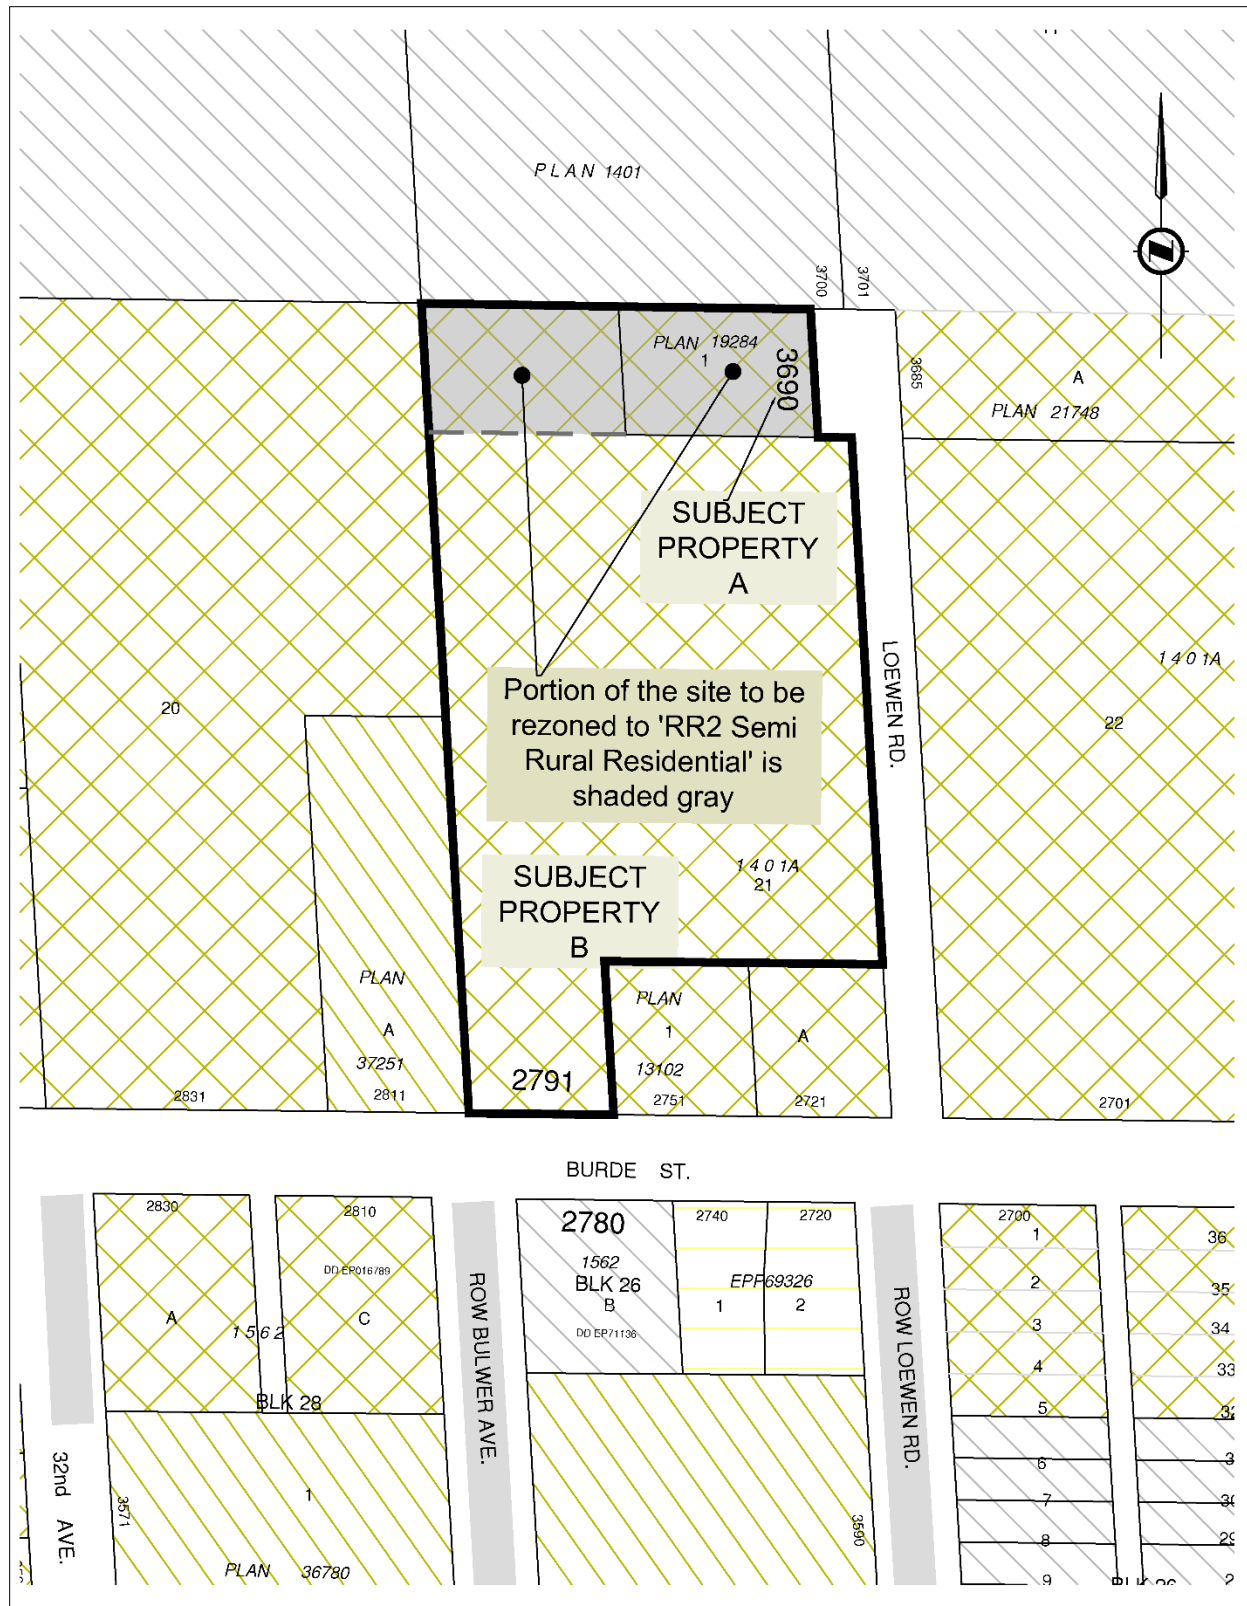 PLAN 1401
3700
3701
PLAN 19284
1
3690
3685
A
PLAN 21748
SUBJECT
PROPERTY
A
LOEWEN RD.
1401A
22
20
Portion of the site to be
rezoned to 'RR2 Semi
Rural Residential' is
shaded gray
1401A
21
SUBJECT
PROPERTY
B
PLAN
A
37251
2811
2831
2791
PLAN
1
13102
2751
A
2721
2701
BURDE ST.
2830
2810
DD EP016789
A
1562
C
BLK 28
ROW BULWER AVE.
2780
1562
BLK 26
B
DD EP71136
2740
2720
EPP69326
1
2
ROW LOEWEN RD.
2700
1
2
3
4
5
6
7
8
9
36
35
34
33
32nd AVE.
3571
1
PLAN 36780
3590